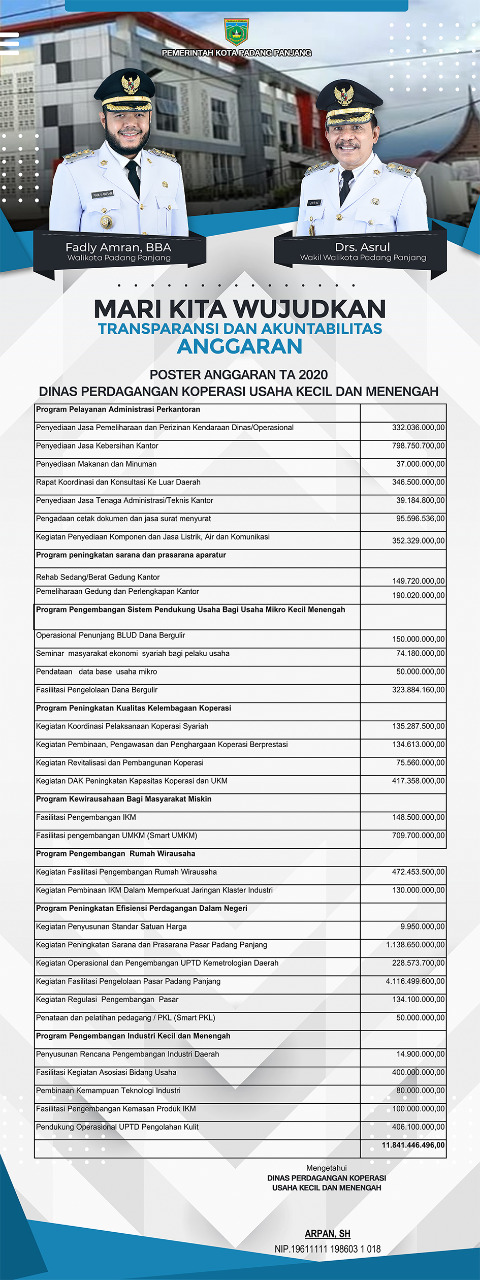 PEMERINTAH KOTA PADANG PANJANG
Fadly Amran, BBA
Walikota Padang Panjang
Drs. Asrul
Wakil Walikota Padang Panjang
MARI KITA WUJUDKAN
TRANSPARANSI DAN AKUNTABILITAS
ANGGARAN
POSTER ANGGARAN TA 2020
DINAS PERDAGANGAN KOPERASI USAHA KECIL DAN MENENGAH
Program Pelayanan Administrasi Perkantoran
Penyediaan Jasa Pemeliharaan dan Perizinan Kendaraan Dinas/Operasional 332.036.000,00
Penyediaan Jasa Kebersihan Kantor 798.750.700,00
Penyediaan Makanan dan Minuman 37.000.000,00
Rapat Koordinasi dan Konsultasi Ke Luar Daerah 346.500.000,00
Penyediaan Jasa Tenaga Administrasi/Teknis Kantor 39.184.800,00
Pengadaan cetak dokumen dan jasa surat menyurat 95.596.536,00
Kegiatan Penyediaan Komponen dan Jasa Listrik, Air dan Komunikasi 352.329.000,00
Program peningkatan sarana dan prasarana aparatur
Rehab Sedang/Berat Gedung Kantor 149.720.000,00
Pemeliharaan Gedung dan Perlengkapan Kantor 190.020.000,00
Program Pengembangan Sistem Pendukung Usaha Bagi Usaha Mikro Kecil Menengah
Operasional Penunjang BLUD Dana Bergulir 150.000.000,00
Seminar masyarakat ekonomi syariah bagi pelaku usaha 74.180.000,00
Pendataan data base usaha mikro 50.000.000,00
Fasilitasi Pengelolaan Dana Bergulir 323.884.160,00
Program Peningkatan Kualitas Kelembagaan Koperasi
Kegiatan Koordinasi Pelaksanaan Koperasi Syariah 135.287.500,00
Kegiatan Pembinaan, Pengawasan dan Penghargaan Koperasi Berprestasi 134.613.000,00
Kegiatan Revitalisasi dan Pembangunan Koperasi 75.560.000,00
Kegiatan DAK Peningkatan Kapasitas Koperasi dan UKM 417.358.000,00
Program Kewirausahaan Bagi Masyarakat Miskin
Fasilitasi Pengembangan IKM 148.500.000,00
Fasilitasi pengembangan UMKM (Smart UMKM) 709.700.000,00
Program Pengembangan Rumah Wirausaha
Kegiatan Fasilitasi Pengembangan Rumah Wirausaha 472.453.500,00
Kegiatan Pembinaan IKM Dalam Memperkuat Jaringan Klaster Industri 130.000.000,00
Program Peningkatan Efisiensi Perdagangan Dalam Negeri
Kegiatan Penyusunan Standar Satuan Harga 9.950.000,00
Kegiatan Peningkatan Sarana dan Prasarana Pasar Padang Panjang 1.138.650.000,00
Kegiatan Operasional dan Pengembangan UPTD Kemetrologian Daerah 228.573.700,00
Kegiatan Fasilitasi Pengelolaan Pasar Padang Panjang 4.116.499.600,00
Kegiatan Regulasi Pengembangan Pasar 134.100.000,00
Penataan dan pelatihan pedagang / PKL (Smart PKL) 50.000.000,00
Program Pengembangan Industri Kecil dan Menengah
Penyusunan Rencana Pengembangan Industri Daerah 14.900.000,00
Fasilitasi Kegiatan Asosiasi Bidang Usaha 400.000.000,00
Pembinaan Kemampuan Teknologi Industri 80.000.000,00
Fasilitasi Pengembangan Kemasan Produk IKM 100.000.000,00
Pendukung Operasional UPTD Pengolahan Kulit 406.100.000,00
11.841.446.496,00
Mengetahui
DINAS PERDAGANGAN KOPERASI
USAHA KECIL DAN MENENGAH
ARPAN, SH
NIP.19611111 198603 1 018